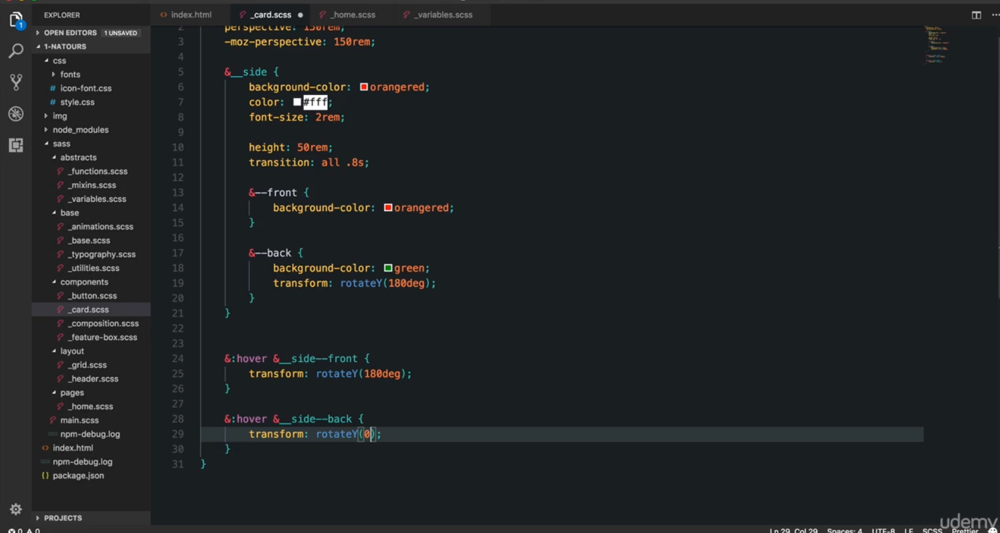 EXPLORER
index.html
_card.scss
_home.scss
_variables.scss
1
OPEN EDITORS 1 UNSAVED
1-NATOURS
css
fonts
# icon-font.css
# style.css
img
node_modules
sass
abstracts
_functions.scss
_mixins.scss
_variables.scss
base
_animations.scss
_base.scss
_typography.scss
_utilities.scss
components
_button.scss
_card.scss
_composition.scss
_feature-box.scss
layout
_grid.scss
_header.scss
pages
_home.scss
main.scss
npm-debug.log
<> index.html
npm-debug.log
{} package.json
PROJECTS
2 perspective: 150rem;
3 -moz-perspective: 150rem;
4
5 &__side {
6 background-color: orangered;
7 color: #fff;
8 font-size: 2rem;
9
10 height: 50rem;
11 transition: all .8s;
12
13 &--front {
14 background-color: orangered;
15 }
16
17 &--back {
18 background-color: green;
19 transform: rotateY(180deg);
20 }
21 }
22
23
24 &:hover &__side--front {
25 transform: rotateY(180deg);
26 }
27
28 &:hover &__side--back {
29 transform: rotateY(0);
30 }
31 }
udemy
0 0 Ln 29, Col 29 Spaces: 4 UTF-8 LF SCSS Prettier